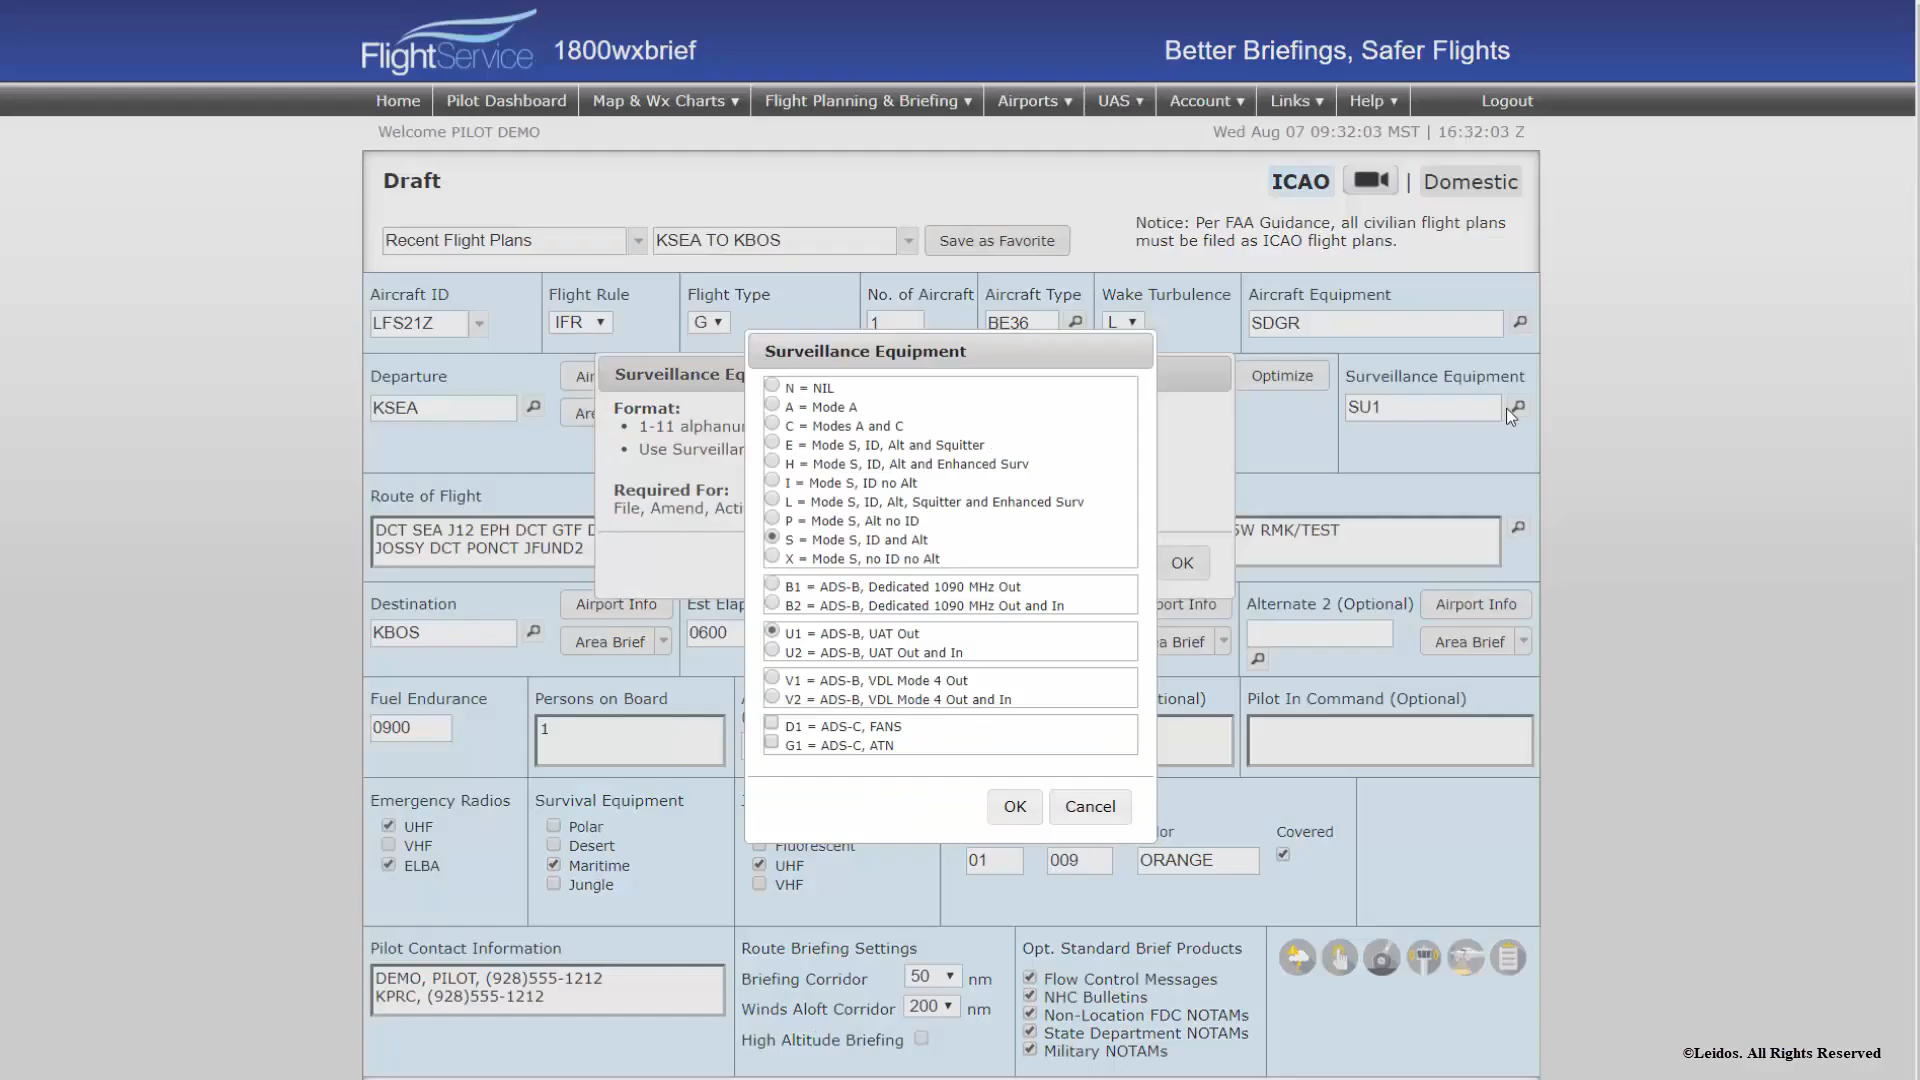 FlightService 1800wxbrief
Better Briefings, Safer Flights
Home
Pilot Dashboard
Map & Wx Charts ▾
Flight Planning & Briefing ▾
Airports ▾
UAS ▾
Account ▾
Links ▾
Help ▾
Logout
Welcome PILOT DEMO
Wed Aug 07 09:32:03 MST | 16:32:03 Z
Draft
ICAO
| Domestic
Recent Flight Plans
KSEA TO KBOS
Save as Favorite
Notice: Per FAA Guidance, all civilian flight plans
must be filed as ICAO flight plans.
Aircraft ID
LFS21Z
Flight Rule
IFR
Flight Type
G
No. of Aircraft
1
Aircraft Type
BE36
Wake Turbulence
L
Aircraft Equipment
SDGR
Departure
KSEA
Optimize
Surveillance Equipment
SU1
Surveillance Eq
Format:
• 1-11 alphanu
• Use Surveilla
Required For:
File, Amend, Acti
OK
Surveillance Equipment
N = NIL
A = Mode A
C = Modes A and C
E = Mode S, ID, Alt and Squitter
H = Mode S, ID, Alt and Enhanced Surv
I = Mode S, ID no Alt
L = Mode S, ID, Alt, Squitter and Enhanced Surv
P = Mode S, Alt no ID
S = Mode S, ID and Alt
X = Mode S, no ID no Alt
B1 = ADS-B, Dedicated 1090 MHz Out
B2 = ADS-B, Dedicated 1090 MHz Out and In
U1 = ADS-B, UAT Out
U2 = ADS-B, UAT Out and In
V1 = ADS-B, VDL Mode 4 Out
V2 = ADS-B, VDL Mode 4 Out and In
D1 = ADS-C, FANS
G1 = ADS-C, ATN
OK
Cancel
Route of Flight
DCT SEA J12 EPH DCT GTF D
JOSSY DCT PONCT JFUND2
W RMK/TEST
Destination
KBOS
Airport Info
Area Brief
Est Elap
0600
port Info
a Brief
Alternate 2 (Optional)
Airport Info
Area Brief
Fuel Endurance
0900
Persons on Board
1
tional)
Pilot In Command (Optional)
Emergency Radios
UHF
VHF
ELBA
Survival Equipment
Polar
Desert
Maritime
Jungle
Fluorescent
UHF
VHF
01
009
lor
ORANGE
Covered
Pilot Contact Information
DEMO, PILOT, (928)555-1212
KPRC, (928)555-1212
Route Briefing Settings
Briefing Corridor 50 nm
Winds Aloft Corridor 200 nm
High Altitude Briefing
Opt. Standard Brief Products
Flow Control Messages
NHC Bulletins
Non-Location FDC NOTAMs
State Department NOTAMs
Military NOTAMs
©Leidos. All Rights Reserved